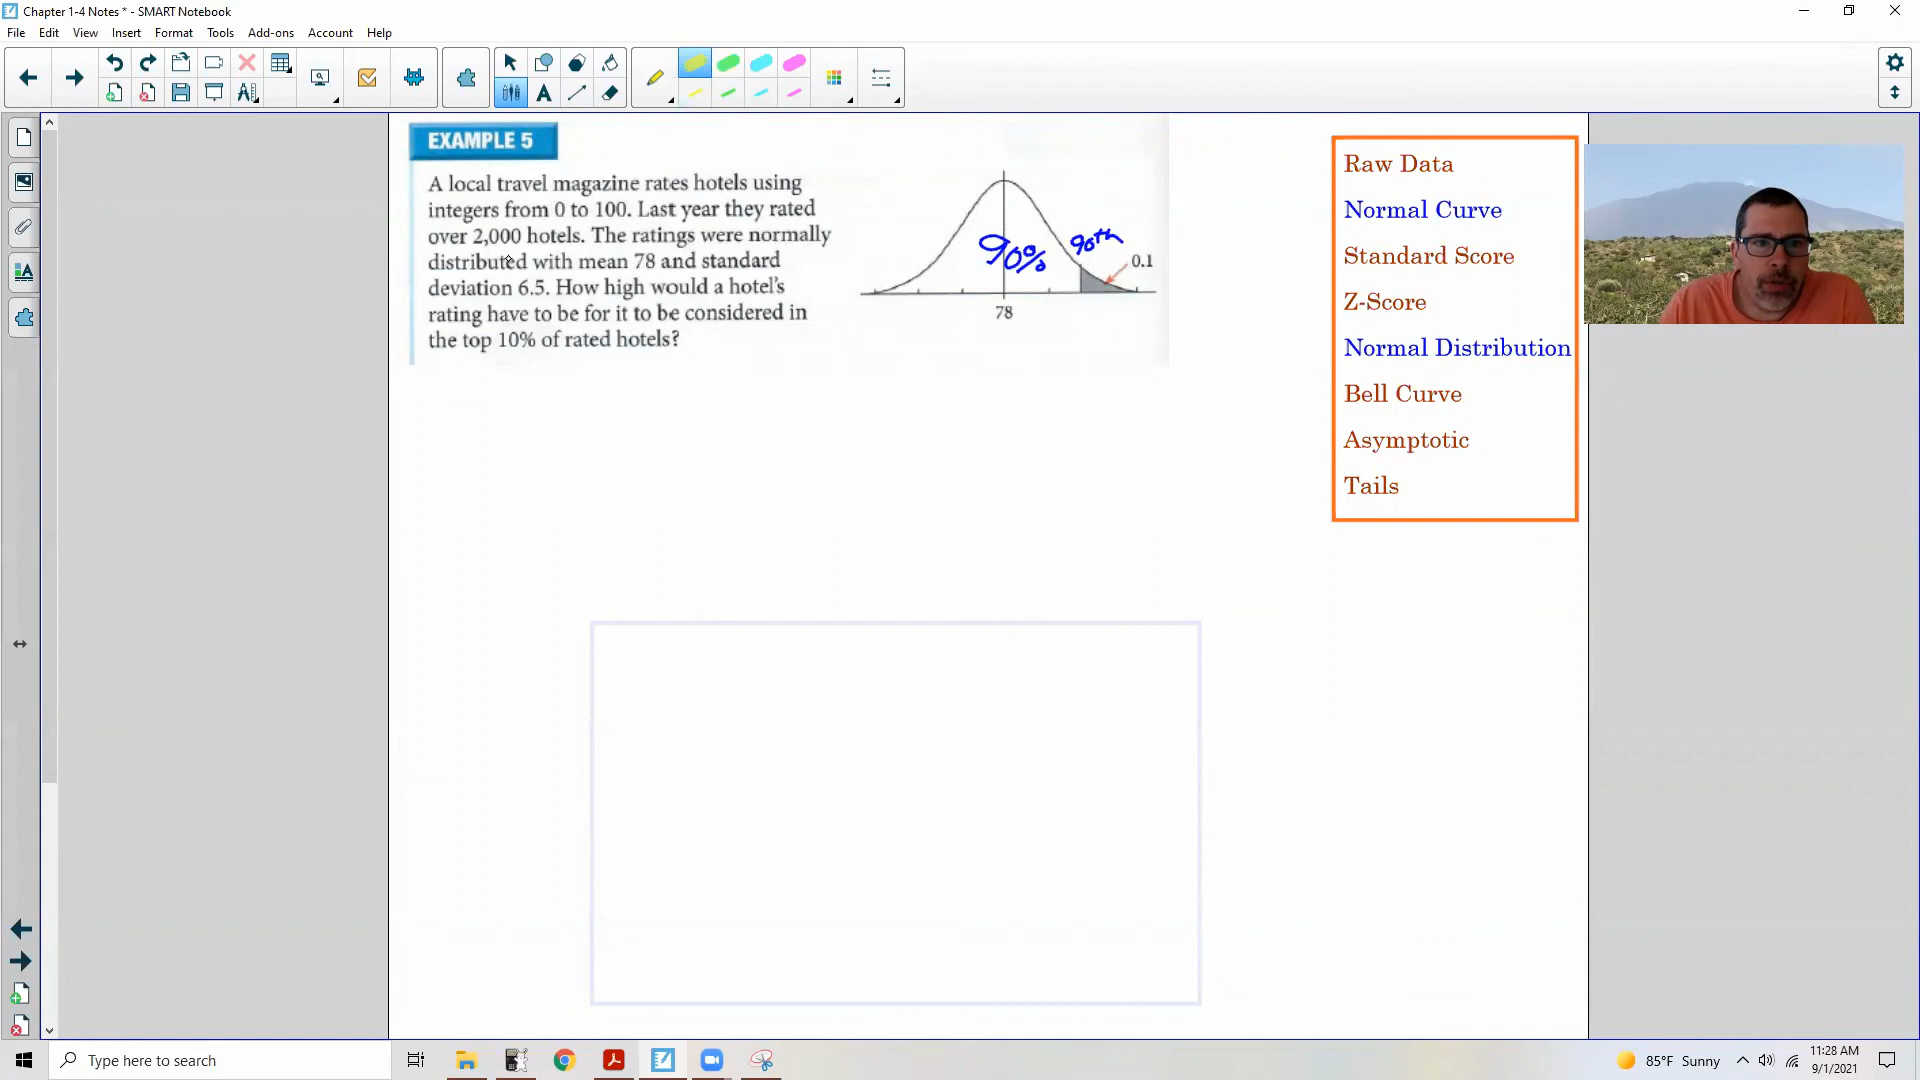 Chapter 1-4 Notes * - SMART Notebook
File Edit View Insert Format Tools Add-ons Account Help
EXAMPLE 5
A local travel magazine rates hotels using
integers from 0 to 100. Last year they rated
over 2,000 hotels. The ratings were normally
distributed with mean 78 and standard
deviation 6.5. How high would a hotel's
rating have to be for it to be considered in
the top 10% of rated hotels?
90%
90th
0.1
78
Raw Data
Normal Curve
Standard Score
Z-Score
Normal Distribution
Bell Curve
Asymptotic
Tails
Type here to search
85°F Sunny
11:28 AM
9/1/2021